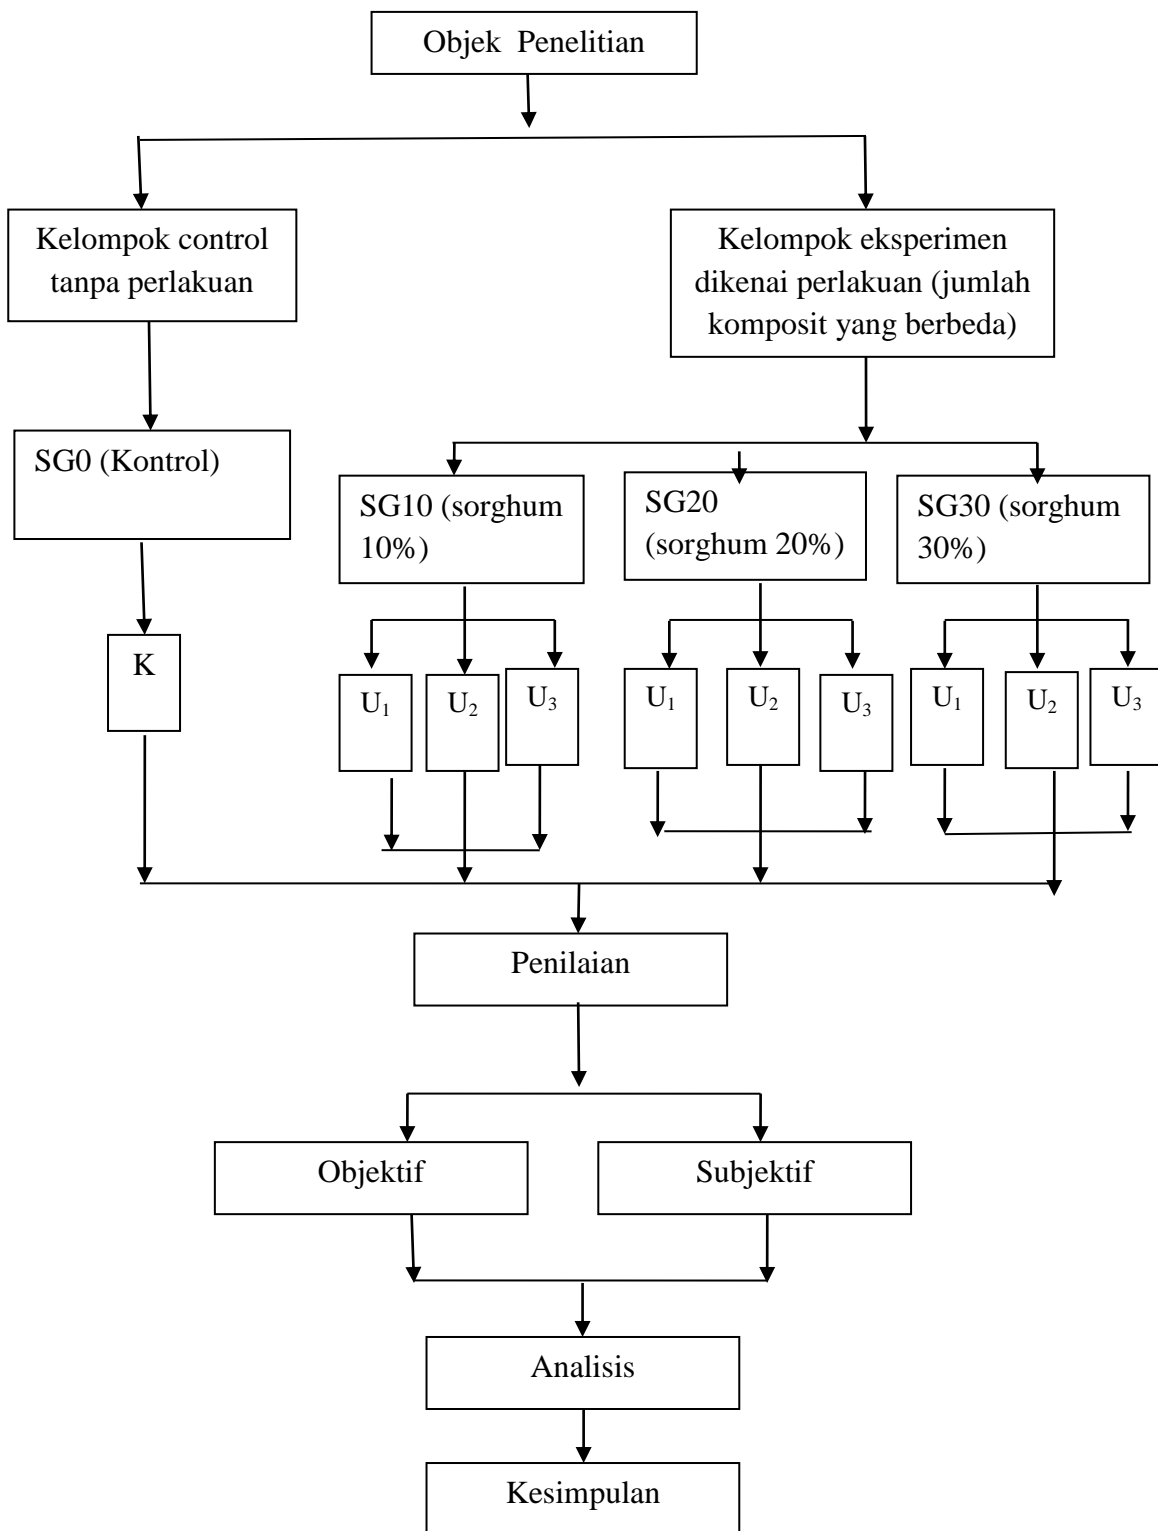 Objek  Penelitian
Kelompok control
tanpa perlakuan
Kelompok eksperimen
dikenai perlakuan (jumlah
komposit yang berbeda)
SG0 (Kontrol)
SG10 (sorghum
10%)
SG20
(sorghum 20%)
SG30 (sorghum
30%)
K
U₁
U₂
U₃
U₁
U₂
U₃
U₁
U₂
U₃
Penilaian
Objektif
Subjektif
Analisis
Kesimpulan